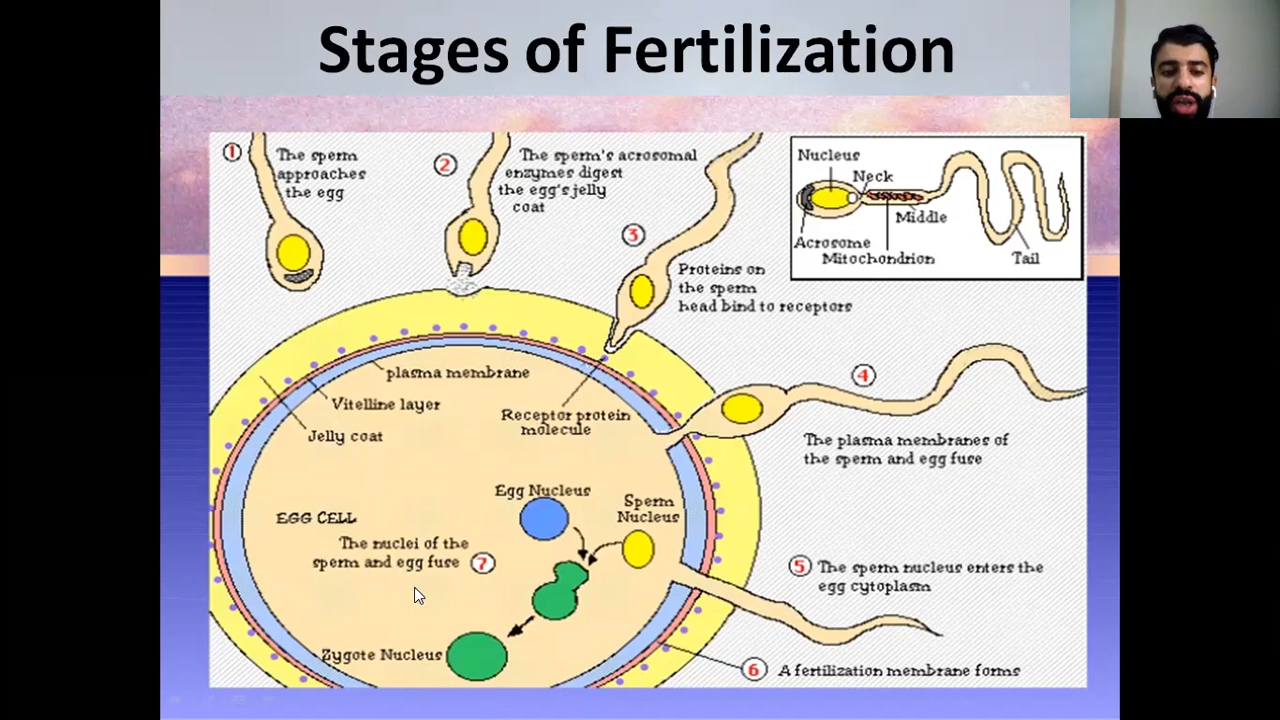 Stages of Fertilization
1
The sperm
approaches
the egg
2
The sperm's acrosomal
enzymes digest
the egg's jelly
coat
3
Proteins on
the sperm
head bind to receptors
Nucleus
Neck
Middle
Acrosome
Mitochondrion
Tail
plasma membrane
Vitelline layer
Jelly coat
Receptor protein
molecule
4
The plasma membranes of
the sperm and egg fuse
Egg Nucleus
Sperm
Nucleus
EGG CELL
The nuclei of the
sperm and egg fuse
7
5
The sperm nucleus enters the
egg cytoplasm
Zygote Nucleus
6
A fertilization membrane forms